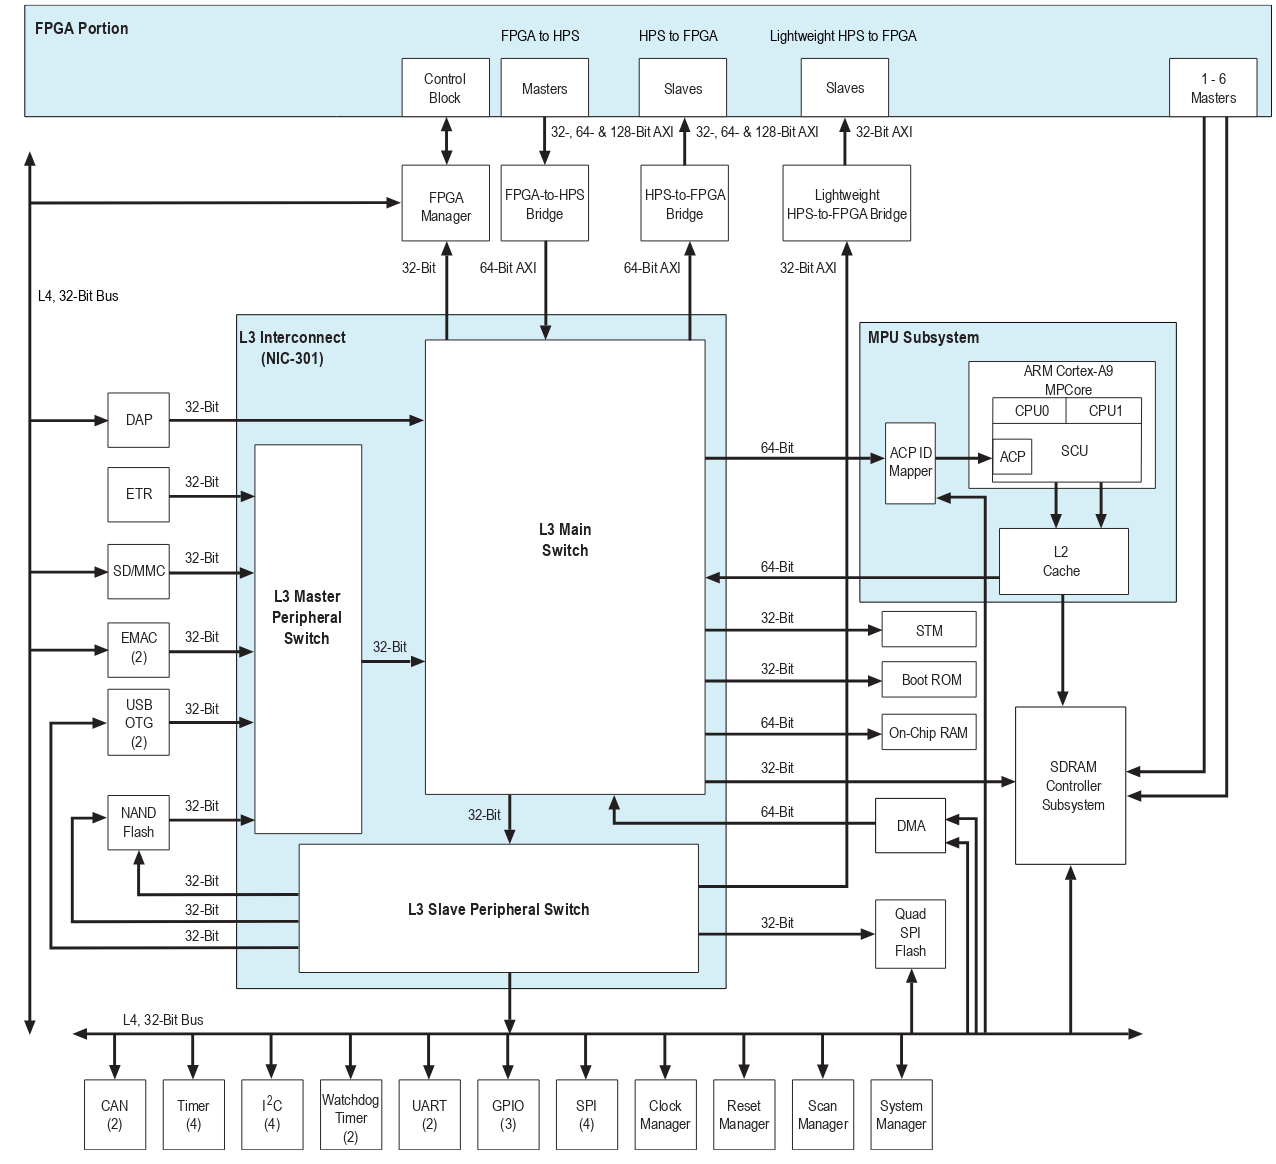 FPGA Portion
FPGA to HPS
HPS to FPGA
Lightweight HPS to FPGA
Control
Block
Masters
Slaves
Slaves
1 - 6
Masters
32-, 64- & 128-Bit AXI
32-, 64- & 128-Bit AXI
32-Bit AXI
FPGA
Manager
FPGA-to-HPS
Bridge
HPS-to-FPGA
Bridge
Lightweight
HPS-to-FPGA Bridge
32-Bit
64-Bit AXI
64-Bit AXI
32-Bit AXI
L4, 32-Bit Bus
L3 Interconnect
(NIC-301)
MPU Subsystem
ARM Cortex-A9
MPCore
CPU0
CPU1
ACP
SCU
ACP ID
Mapper
L2
Cache
DAP
32-Bit
ETR
32-Bit
SD/MMC
32-Bit
EMAC
(2)
32-Bit
USB
OTG
(2)
32-Bit
NAND
Flash
32-Bit
L3 Master
Peripheral
Switch
32-Bit
L3 Main
Switch
64-Bit
64-Bit
32-Bit
STM
32-Bit
Boot ROM
64-Bit
On-Chip RAM
32-Bit
SDRAM
Controller
Subsystem
64-Bit
DMA
32-Bit
L3 Slave Peripheral Switch
32-Bit
32-Bit
32-Bit
32-Bit
Quad
SPI
Flash
L4, 32-Bit Bus
CAN
(2)
Timer
(4)
I2C
(4)
Watchdog
Timer
(2)
UART
(2)
GPIO
(3)
SPI
(4)
Clock
Manager
Reset
Manager
Scan
Manager
System
Manager